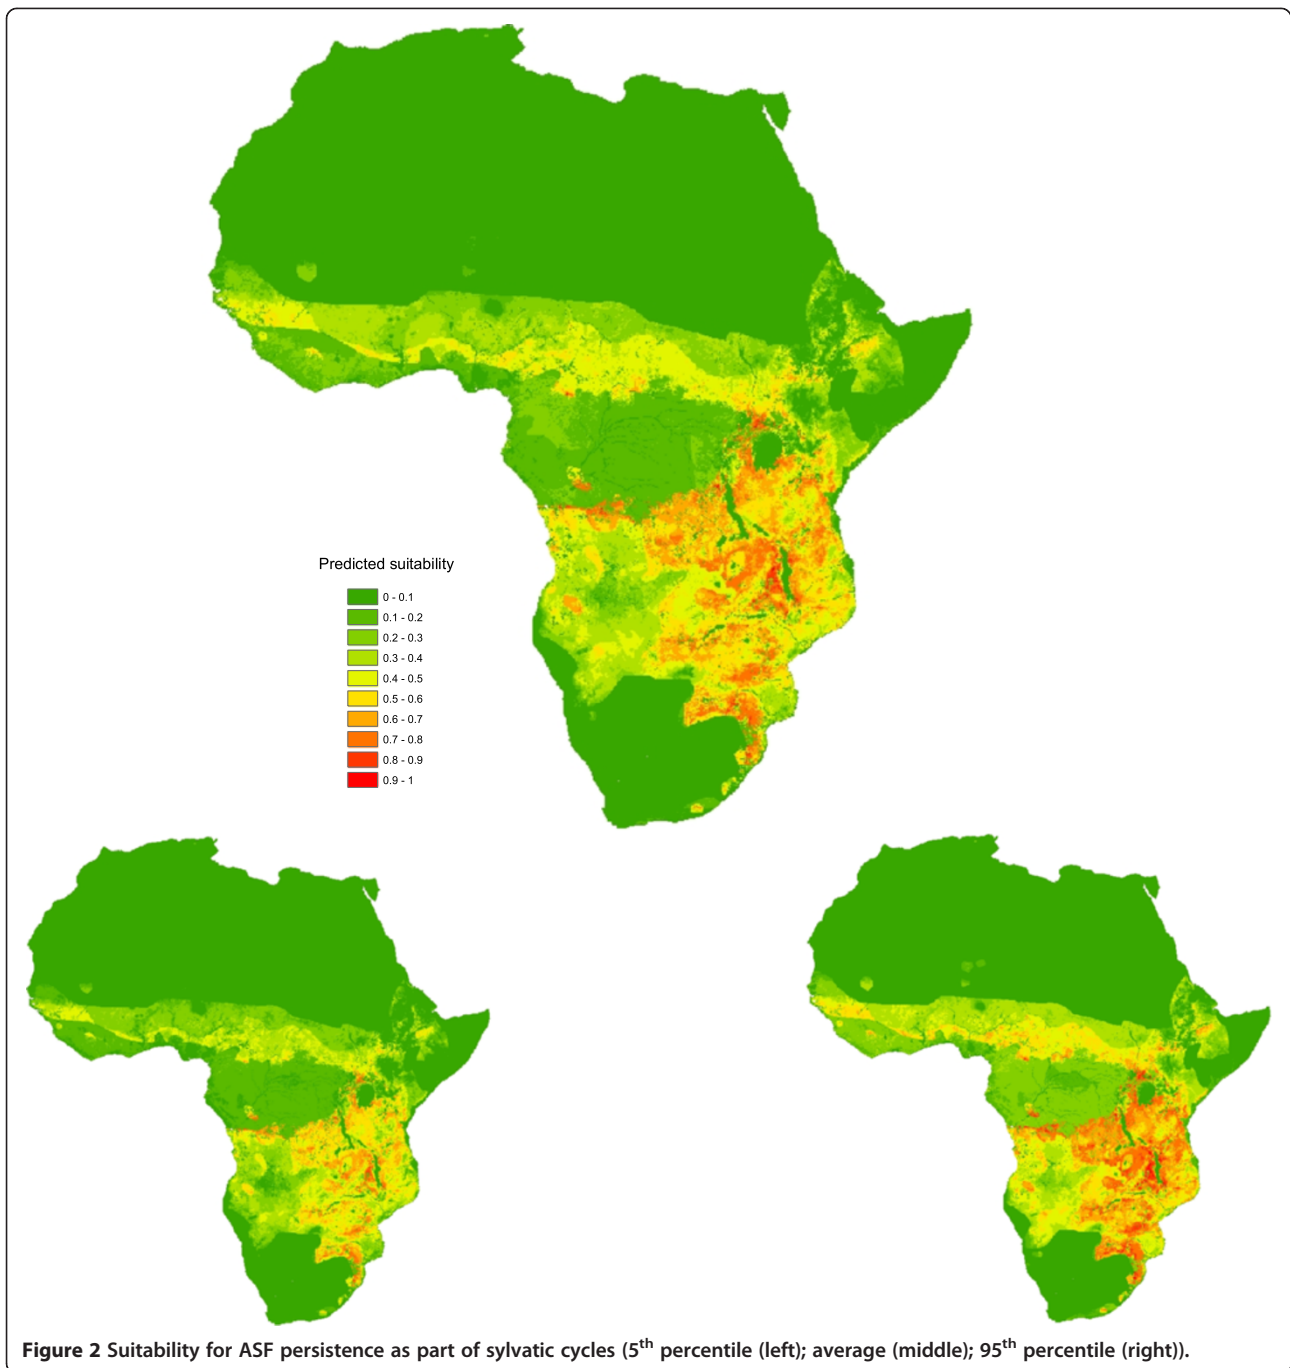 Predicted suitability
0 - 0.1
0.1 - 0.2
0.2 - 0.3
0.3 - 0.4
0.4 - 0.5
0.5 - 0.6
0.6 - 0.7
0.7 - 0.8
0.8 - 0.9
0.9 - 1
Figure 2 Suitability for ASF persistence as part of sylvatic cycles (5th percentile (left); average (middle); 95th percentile (right)).